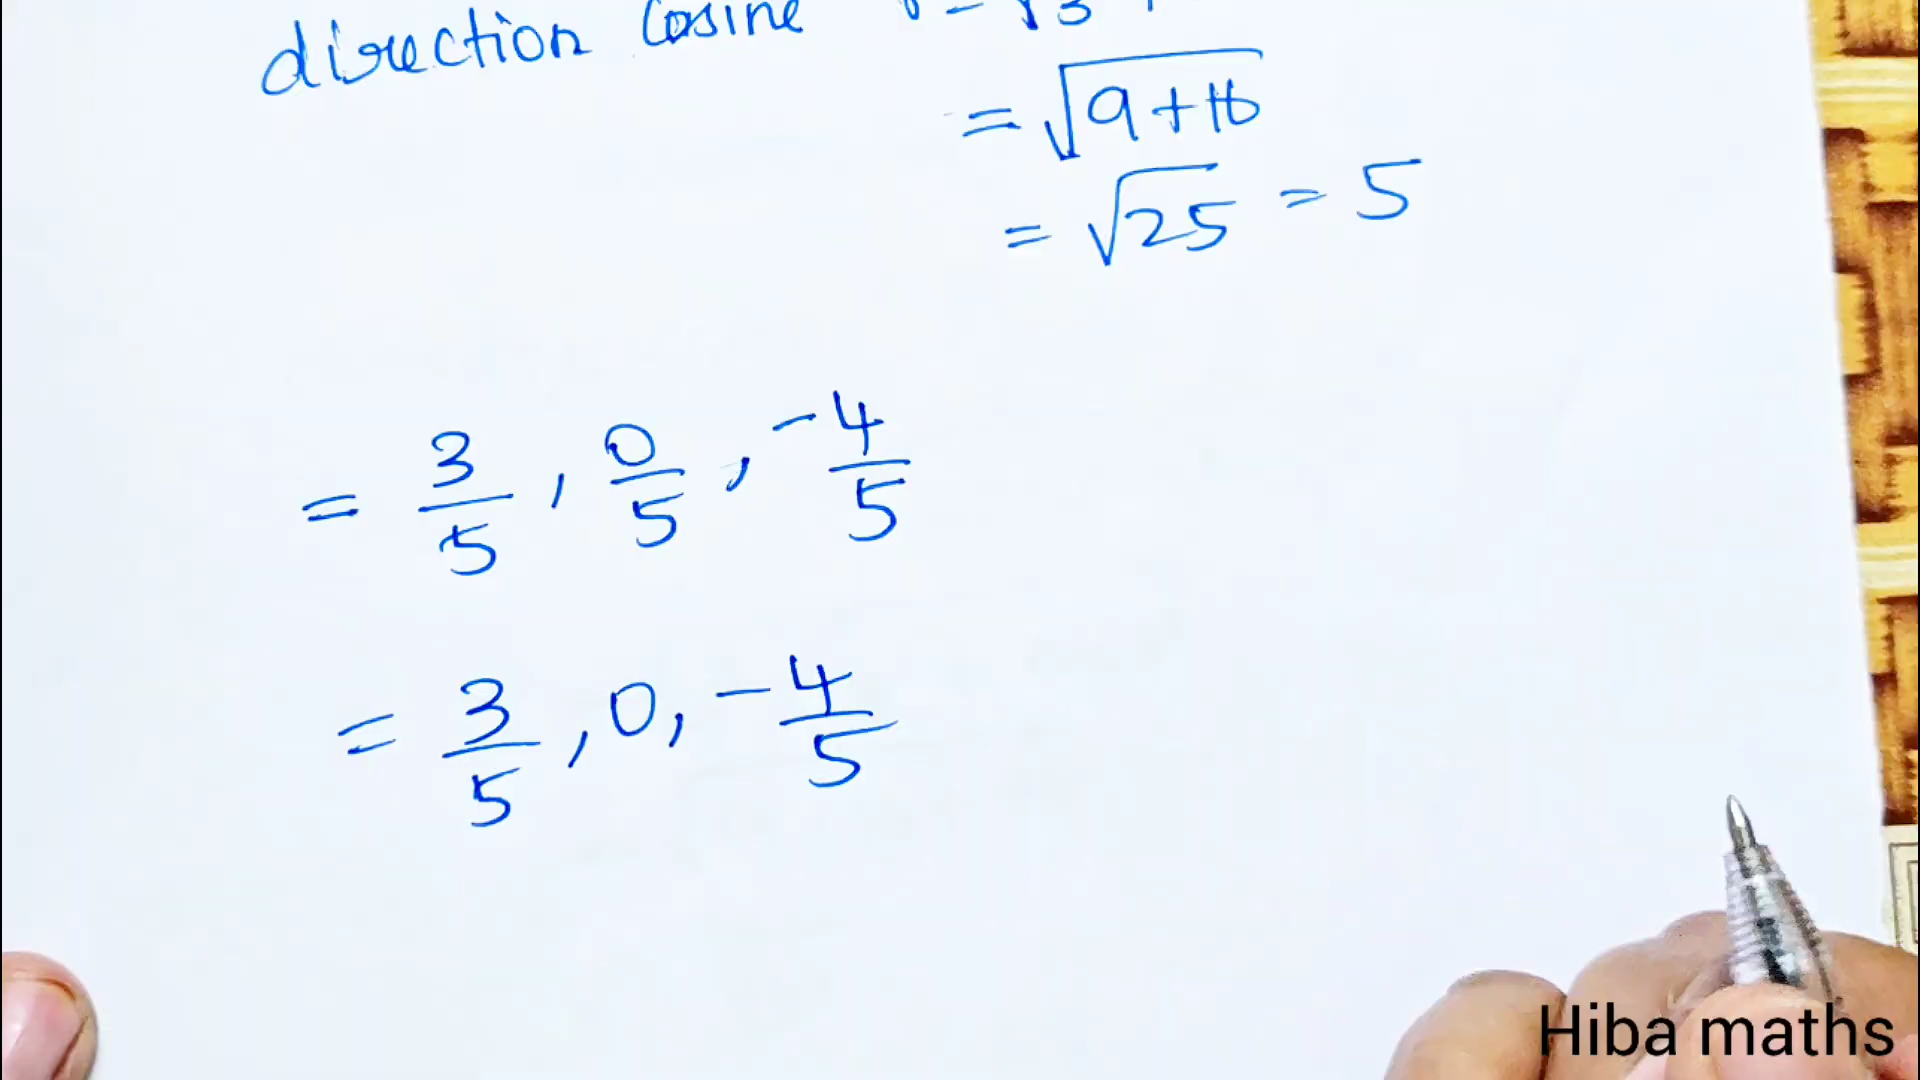 direction Cosine
= √9+16
= √25 = 5
= 3/5 , 0/5 , -4/5
= 3/5 , 0, -4/5
Hiba maths